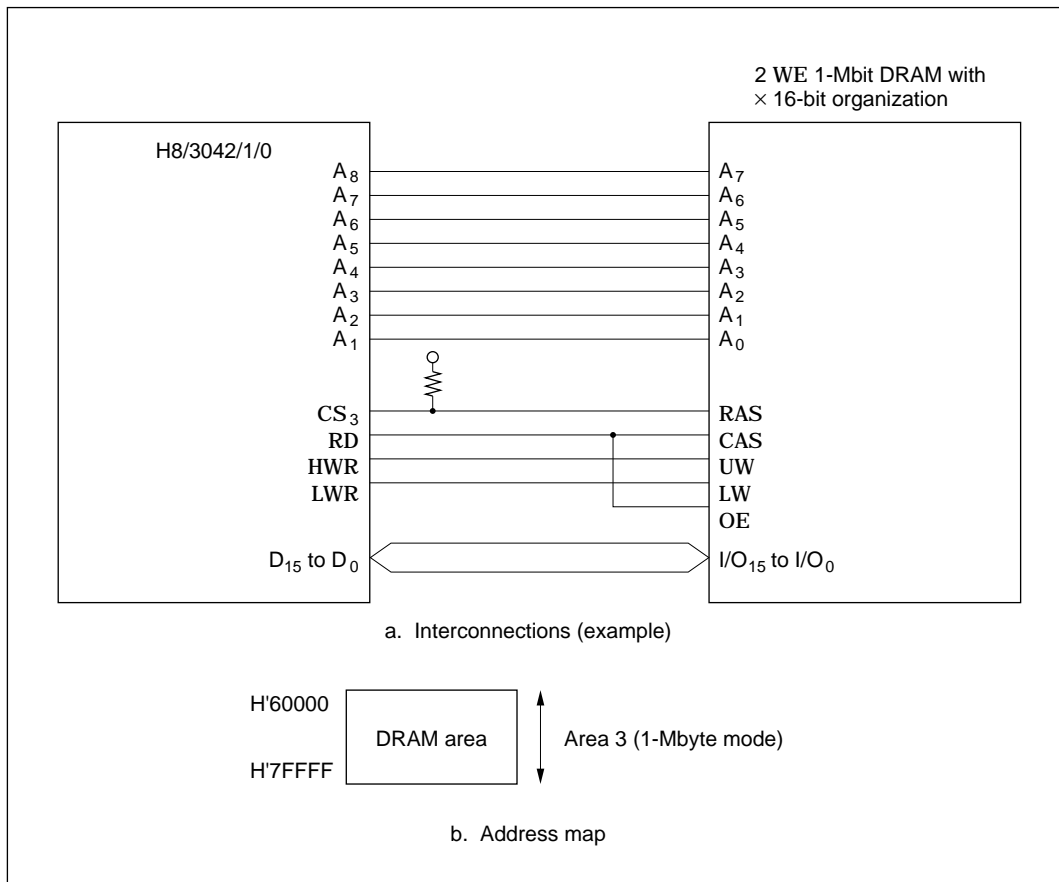 2 WE 1-Mbit DRAM with
× 16-bit organization
H8/3042/1/0
A8
A7
A6
A5
A4
A3
A2
A1
CS3
RD
HWR
LWR
D15 to D0
A7
A6
A5
A4
A3
A2
A1
A0
RAS
CAS
UW
LW
OE
I/O15 to I/O0
a. Interconnections (example)
H'60000
DRAM area
Area 3 (1-Mbyte mode)
H'7FFFF
b. Address map